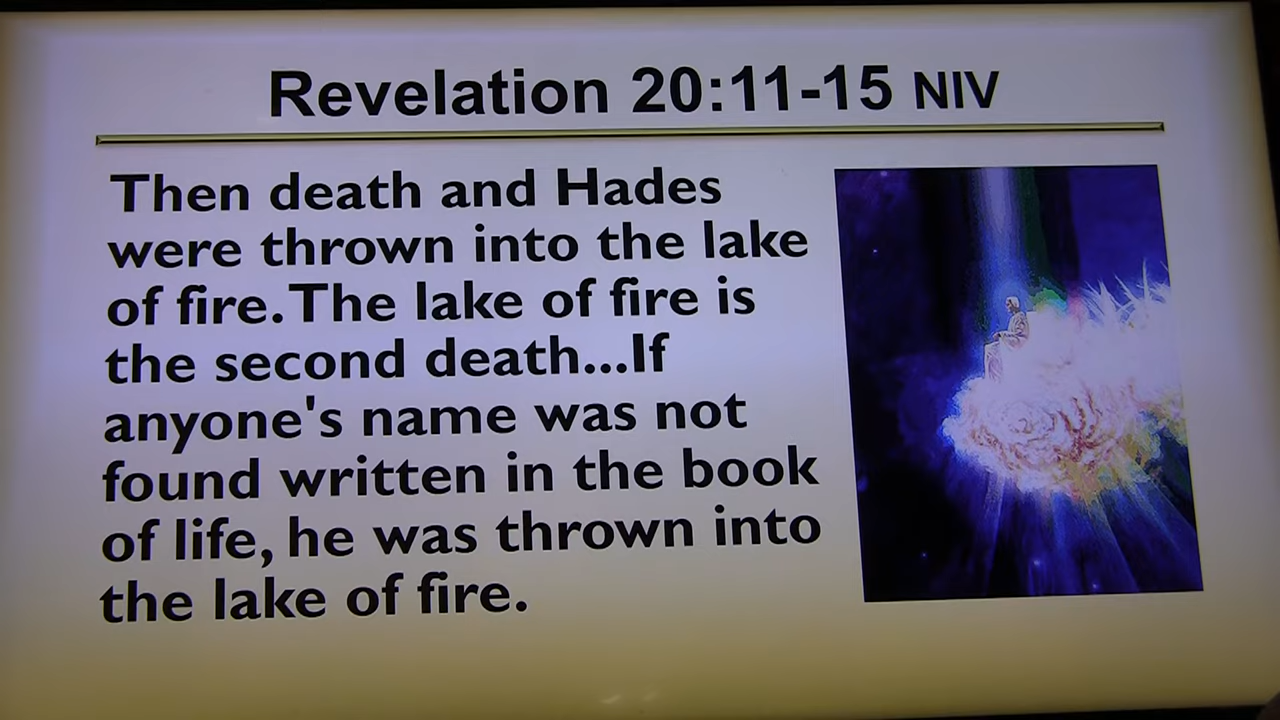 Revelation 20:11-15 NIV
Then death and Hades
were thrown into the lake
of fire. The lake of fire is
the second death...If
anyone's name was not
found written in the book
of life, he was thrown into
the lake of fire.